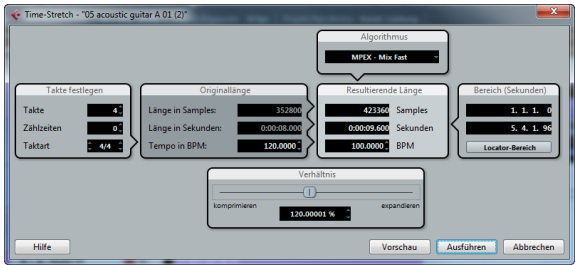 Time-Stretch - "05 acoustic guitar A 01 (2)"
Algorithmus
MPEX - Mix Fast
Takte festlegen
Takte 4
Zählzeiten 0
Taktart 4/4
Originallänge
Länge in Samples: 352800
Länge in Sekunden: 0:00:08.000
Tempo in BPM: 120.0000
Resultierende Länge
423360 Samples
0:00:09.600 Sekunden
100.0000 BPM
Bereich (Sekunden)
1. 1. 1. 0
5. 4. 1. 96
Locator-Bereich
Verhältnis
komprimieren expandieren
120.00001 %
Hilfe Vorschau Ausführen Abbrechen